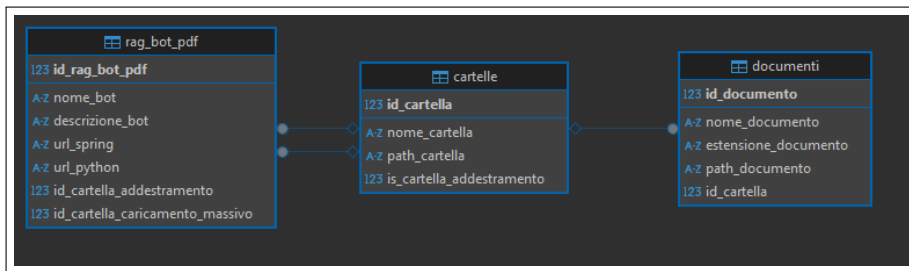 rag_bot_pdf
123 id_rag_bot_pdf
A-Z nome_bot
A-Z descrizione_bot
A-Z url_spring
A-Z url_python
123 id_cartella_addestramento
123 id_cartella_caricamento_massivo
cartelle
123 id_cartella
A-Z nome_cartella
A-Z path_cartella
123 is_cartella_addestramento
documenti
123 id_documento
A-Z nome_documento
A-Z estensione_documento
A-Z path_documento
123 id_cartella